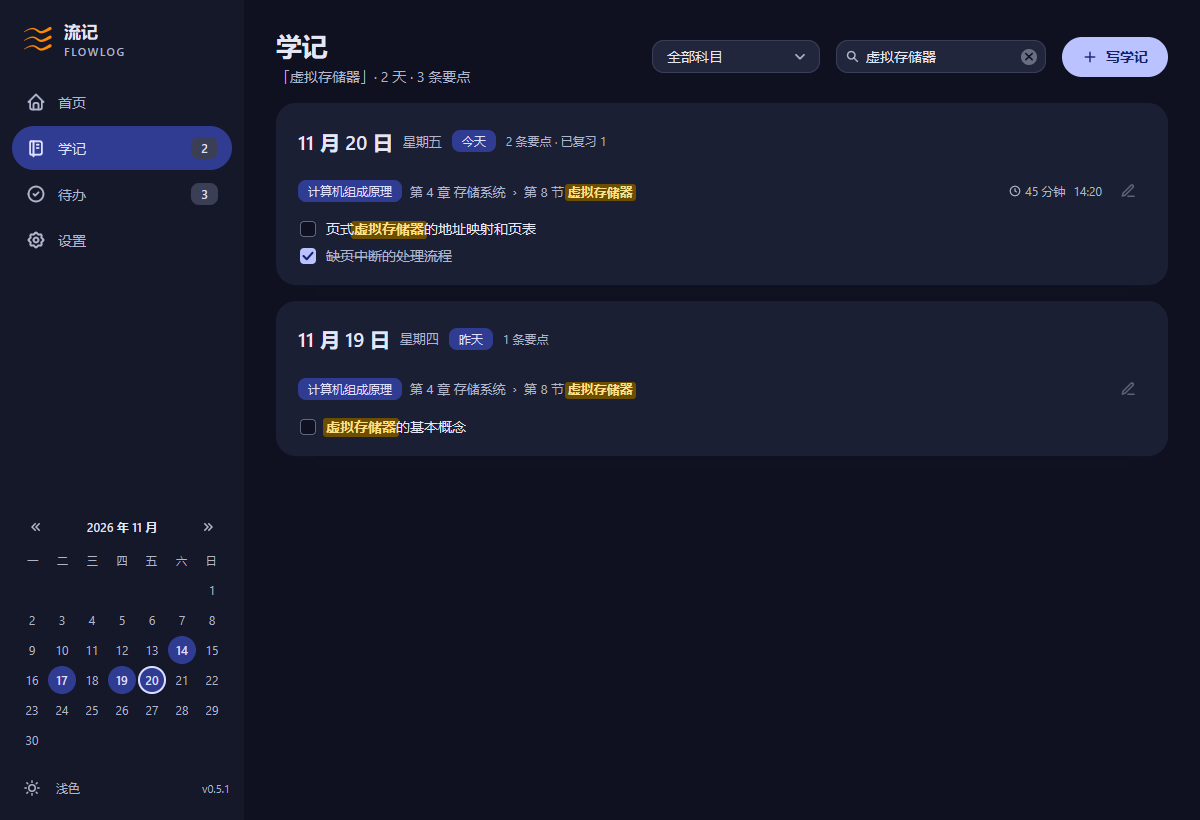 流记
FLOWLOG
首页
学记 2
待办 3
设置
« 2026 年 11 月 »
一 二 三 四 五 六 日
1
2 3 4 5 6 7 8
9 10 11 12 13 14 15
16 17 18 19 20 21 22
23 24 25 26 27 28 29
30
浅色 v0.5.1
学记
「虚拟存储器」 · 2 天 · 3 条要点
全部科目
虚拟存储器
+ 写学记
11 月 20 日 星期五 今天 2 条要点 · 已复习 1
计算机组成原理 第 4 章 存储系统 › 第 8 节 虚拟存储器 45 分钟 14:20
页式虚拟存储器的地址映射和页表
缺页中断的处理流程
11 月 19 日 星期四 昨天 1 条要点
计算机组成原理 第 4 章 存储系统 › 第 8 节 虚拟存储器
虚拟存储器的基本概念